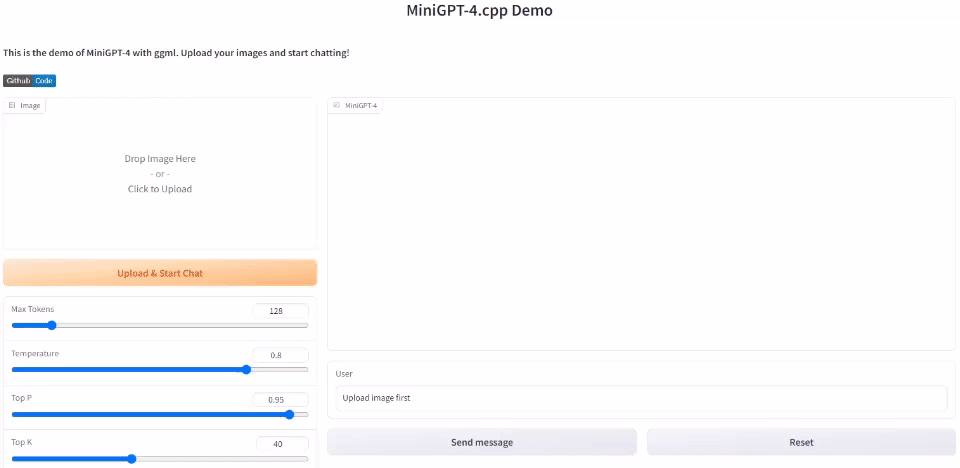 MiniGPT-4.cpp Demo
This is the demo of MiniGPT-4 with ggml. Upload your images and start chatting!
Github Code
Image
Drop Image Here
- or -
Click to Upload
Upload & Start Chat
Max Tokens
128
Temperature
0.8
Top P
0.95
Top K
40
MiniGPT-4
User
Upload image first
Send message
Reset